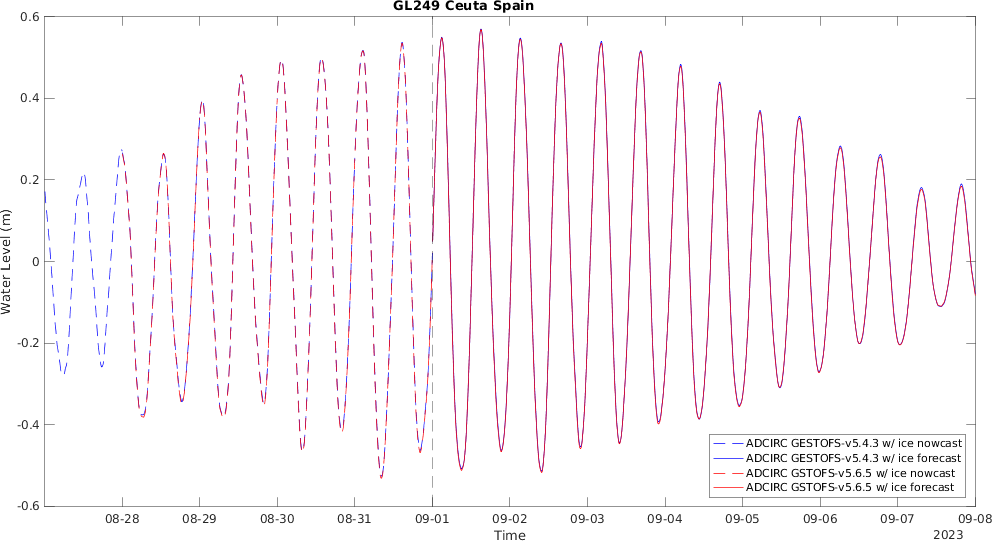 GL249 Ceuta Spain
0.6
0.4
0.2
0
-0.2
-0.4
-0.6
Water Level (m)
ADCIRC GESTOFS-v5.4.3 w/ ice nowcast
ADCIRC GESTOFS-v5.4.3 w/ ice forecast
ADCIRC GSTOFS-v5.6.5 w/ ice nowcast
ADCIRC GSTOFS-v5.6.5 w/ ice forecast
08-28 08-29 08-30 08-31 09-01 09-02 09-03 09-04 09-05 09-06 09-07 09-08
Time
2023